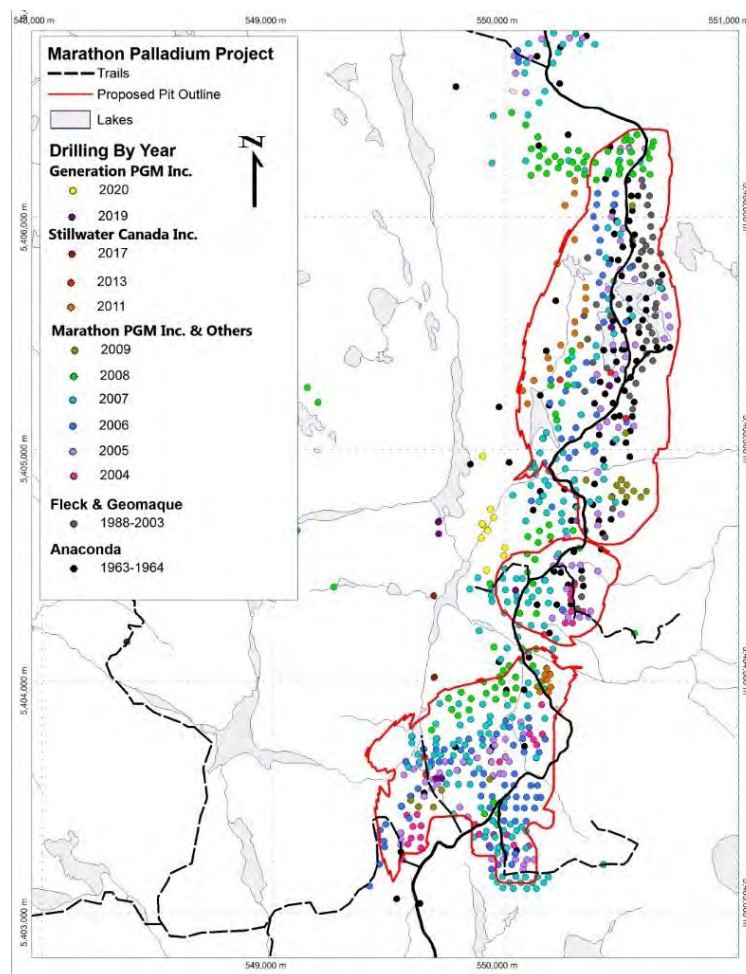 548,000 m
549,000 m
550,000 m
551,000 m
Marathon Palladium Project
Trails
Proposed Pit Outline
Lakes
N
Drilling By Year
Generation PGM Inc.
2020
2019
Stillwater Canada Inc.
2017
2013
2011
Marathon PGM Inc. & Others
2009
2008
2007
2006
2005
2004
Fleck & Geomaque
1988-2003
Anaconda
1963-1964
5,406,000 m
5,405,000 m
5,404,000 m
5,403,000 m
549,000 m
550,000 m